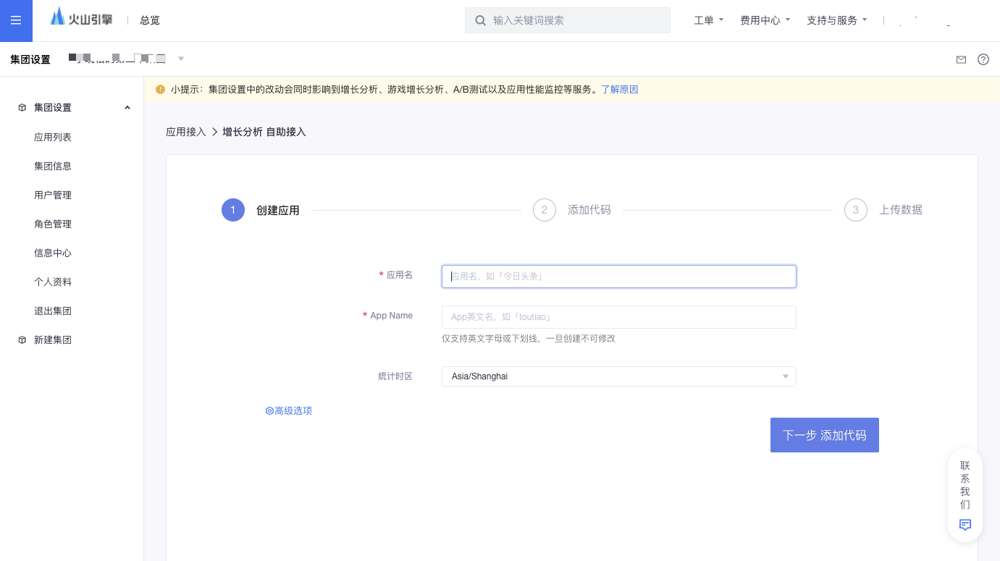 火山引擎 总览 输入关键词搜索 工单 费用中心 支持与服务
集团设置
小提示：集团设置中的改动会同时影响到增长分析、游戏增长分析、A/B测试以及应用性能监控等服务。了解原因
集团设置
应用列表
集团信息
用户管理
角色管理
信息中心
个人资料
退出集团
新建集团
应用接入 > 增长分析 自助接入
1 创建应用 2 添加代码 3 上传数据
* 应用名 应用名，如「今日头条」
* App Name App英文名，如「toutiao」
仅支持英文字母或下划线，一旦创建不可修改
统计时区 Asia/Shanghai
高级选项
下一步 添加代码
联系我们